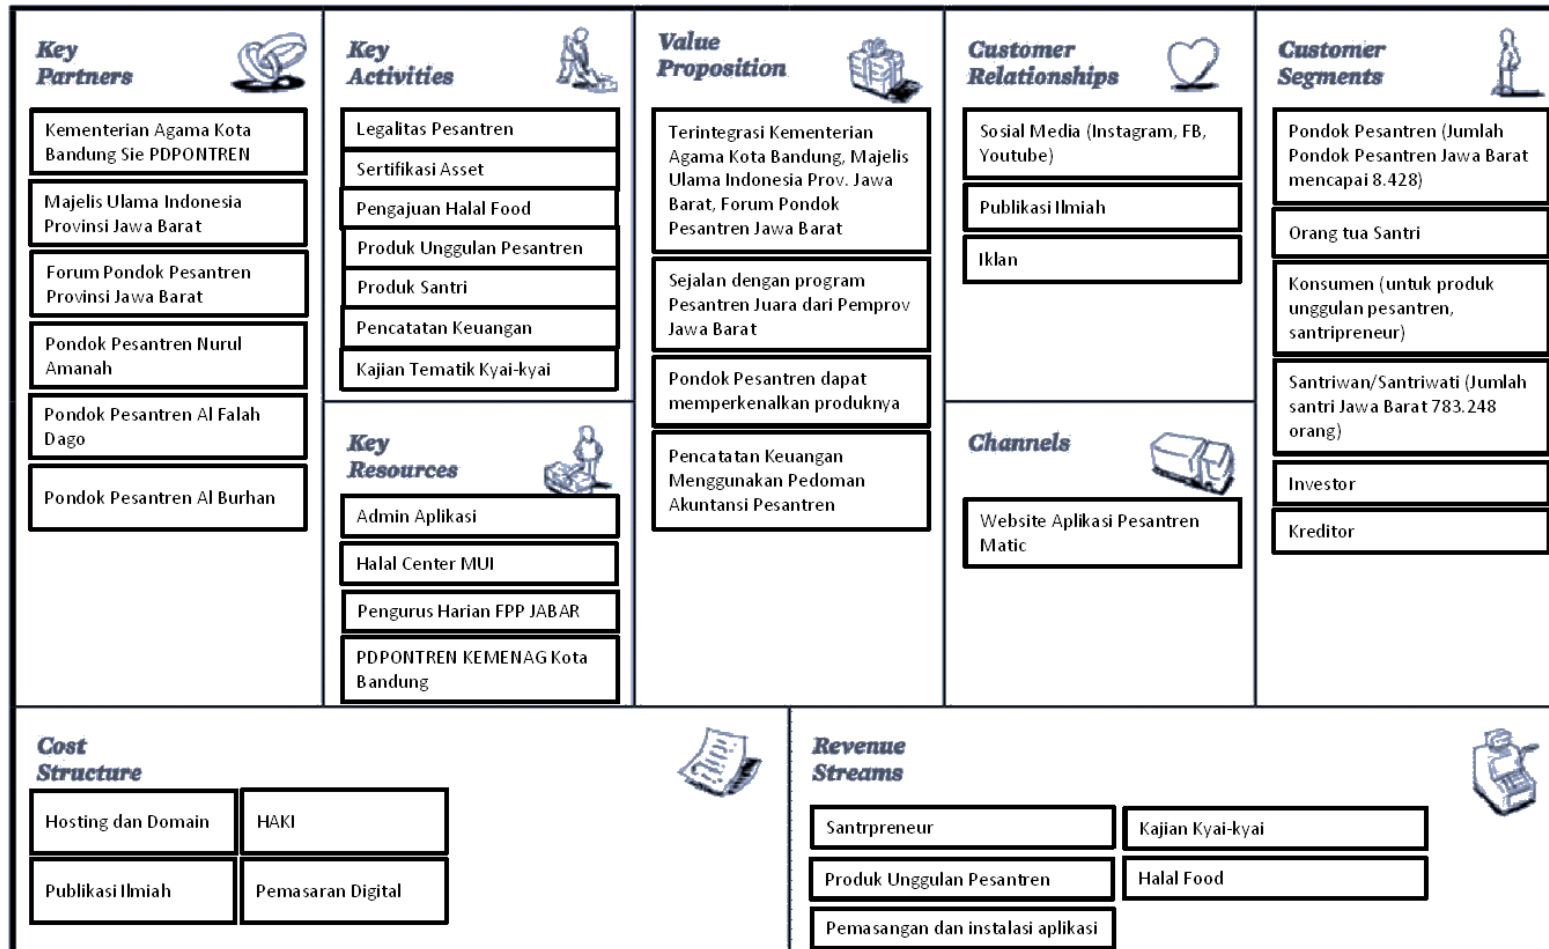 Key
Partners
Kementerian Agama Kota
Bandung Sie PDPONTREN
Majelis Ulama Indonesia
Provinsi Jawa Barat
Forum Pondok Pesantren
Provinsi Jawa Barat
Pondok Pesantren Nurul
Amanah
Pondok Pesantren Al Falah
Dago
Pondok Pesantren Al Burhan
Key
Activities
Legalitas Pesantren
Sertifikasi Asset
Pengajuan Halal Food
Produk Unggulan Pesantren
Produk Santri
Pencatatan Keuangan
Kajian Tematik Kyai-kyai
Key
Resources
Admin Aplikasi
Halal Center MUI
Pengurus Harian FPP JABAR
PDPONTREN KEMENAG Kota
Bandung
Value
Proposition
Terintegrasi Kementerian
Agama Kota Bandung, Majelis
Ulama Indonesia Prov. Jawa
Barat, Forum Pondok
Pesantren Jawa Barat
Sejalan dengan program
Pesantren Juara dari Pemprov
Jawa Barat
Pondok Pesantren dapat
memperkenalkan produknya
Pencatatan Keuangan
Menggunakan Pedoman
Akuntansi Pesantren
Customer
Relationships
Sosial Media (Instagram, FB,
Youtube)
Publikasi Ilmiah
Iklan
Channels
Website Aplikasi Pesantren
Matic
Customer
Segments
Pondok Pesantren (Jumlah
Pondok Pesantren Jawa Barat
mencapai 8.428)
Orang tua Santri
Konsumen (untuk produk
unggulan pesantren,
santripreneur)
Santriwan/Santriwati (Jumlah
santri Jawa Barat 783.248
orang)
Investor
Kreditor
Cost
Structure
Hosting dan Domain
HAKI
Publikasi Ilmiah
Pemasaran Digital
Revenue
Streams
Santrpreneur
Kajian Kyai-kyai
Produk Unggulan Pesantren
Halal Food
Pemasangan dan instalasi aplikasi